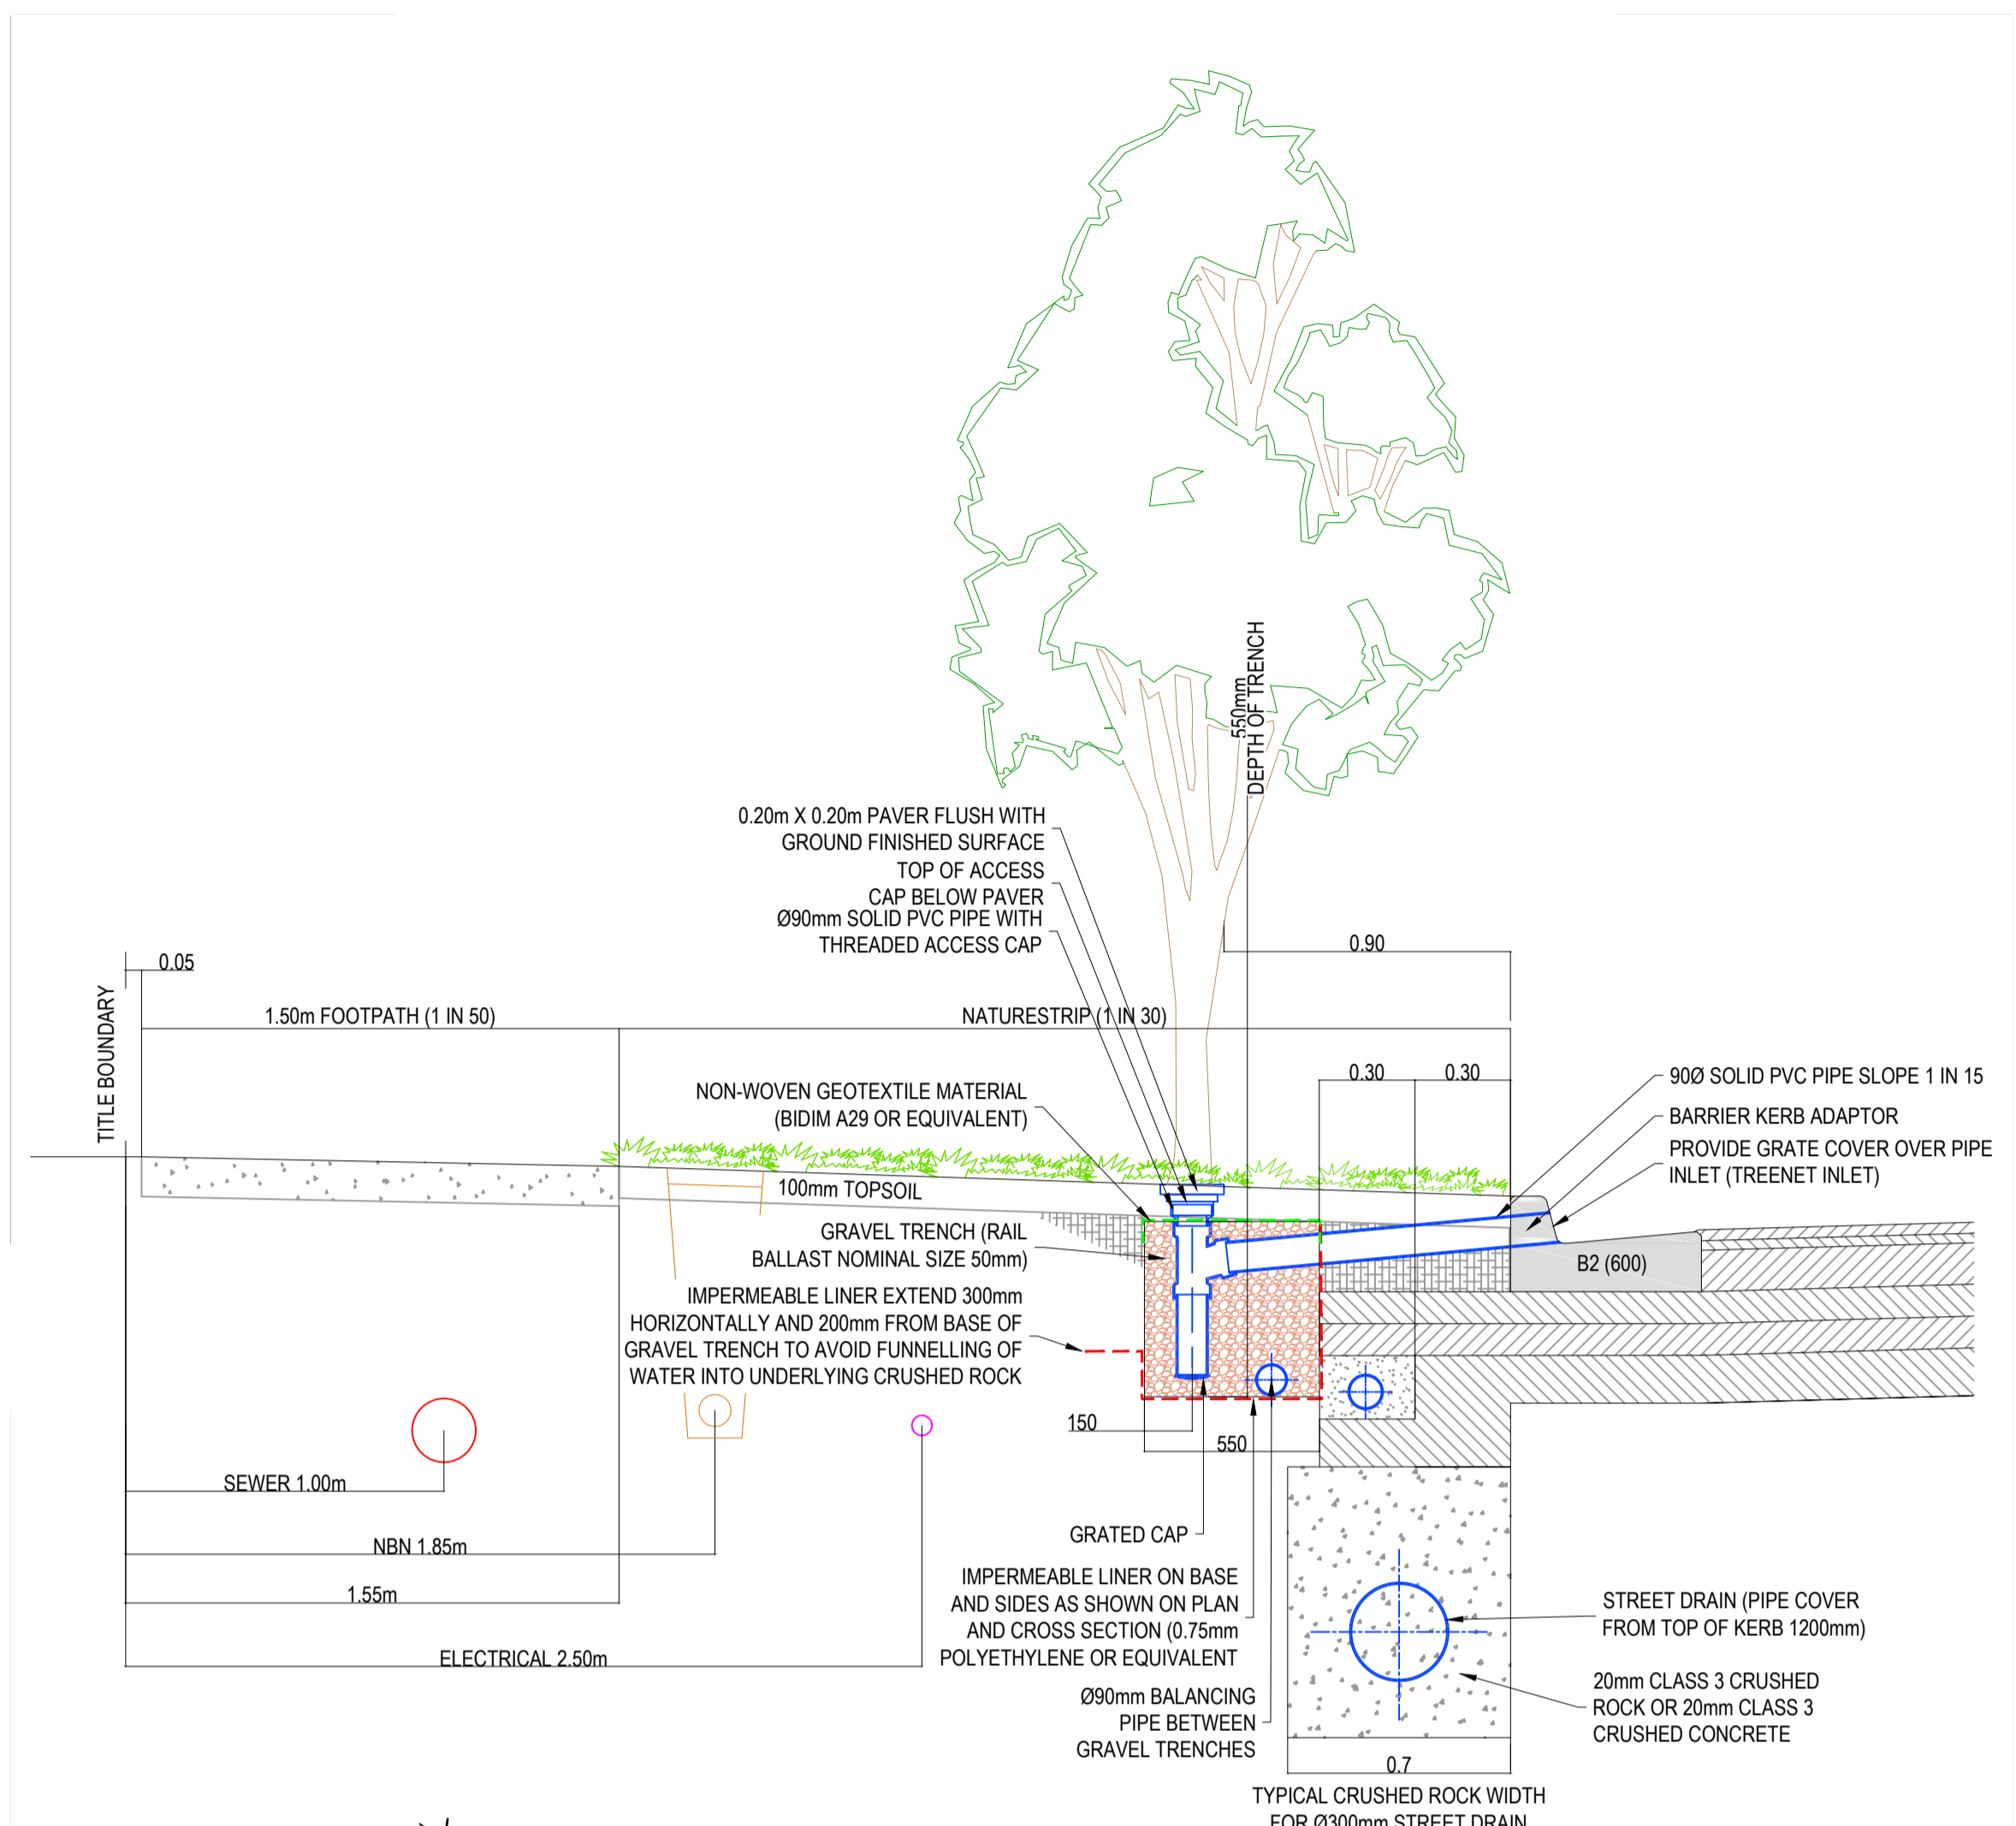 550mm
DEPTH OF TRENCH
0.20m X 0.20m PAVER FLUSH WITH
GROUND FINISHED SURFACE
TOP OF ACCESS
CAP BELOW PAVER
Ø90mm SOLID PVC PIPE WITH
THREADED ACCESS CAP
0.90
0.05
TITLE BOUNDARY
1.50m FOOTPATH (1 IN 50)
NATURESTRIP (1 IN 30)
0.30
0.30
NON-WOVEN GEOTEXTILE MATERIAL
(BIDIM A29 OR EQUIVALENT)
90Ø SOLID PVC PIPE SLOPE 1 IN 15
BARRIER KERB ADAPTOR
PROVIDE GRATE COVER OVER PIPE
INLET (TREENET INLET)
100mm TOPSOIL
GRAVEL TRENCH (RAIL
BALLAST NOMINAL SIZE 50mm)
B2 (600)
IMPERMEABLE LINER EXTEND 300mm
HORIZONTALLY AND 200mm FROM BASE OF
GRAVEL TRENCH TO AVOID FUNNELLING OF
WATER INTO UNDERLYING CRUSHED ROCK
150
550
SEWER 1.00m
NBN 1.85m
1.55m
ELECTRICAL 2.50m
GRATED CAP
IMPERMEABLE LINER ON BASE
AND SIDES AS SHOWN ON PLAN
AND CROSS SECTION (0.75mm
POLYETHYLENE OR EQUIVALENT
Ø90mm BALANCING
PIPE BETWEEN
GRAVEL TRENCHES
STREET DRAIN (PIPE COVER
FROM TOP OF KERB 1200mm)
20mm CLASS 3 CRUSHED
ROCK OR 20mm CLASS 3
CRUSHED CONCRETE
0.7
TYPICAL CRUSHED ROCK WIDTH
FOR Ø300mm STREET DRAIN